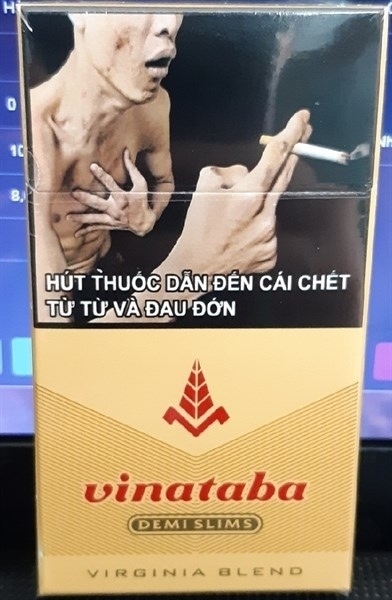 HÚT THUỐC DẪN ĐẾN CÁI CHẾT
TỪ TỪ VÀ ĐAU ĐỚN
vinataba
DEMI SLIMS
VIRGINIA BLEND